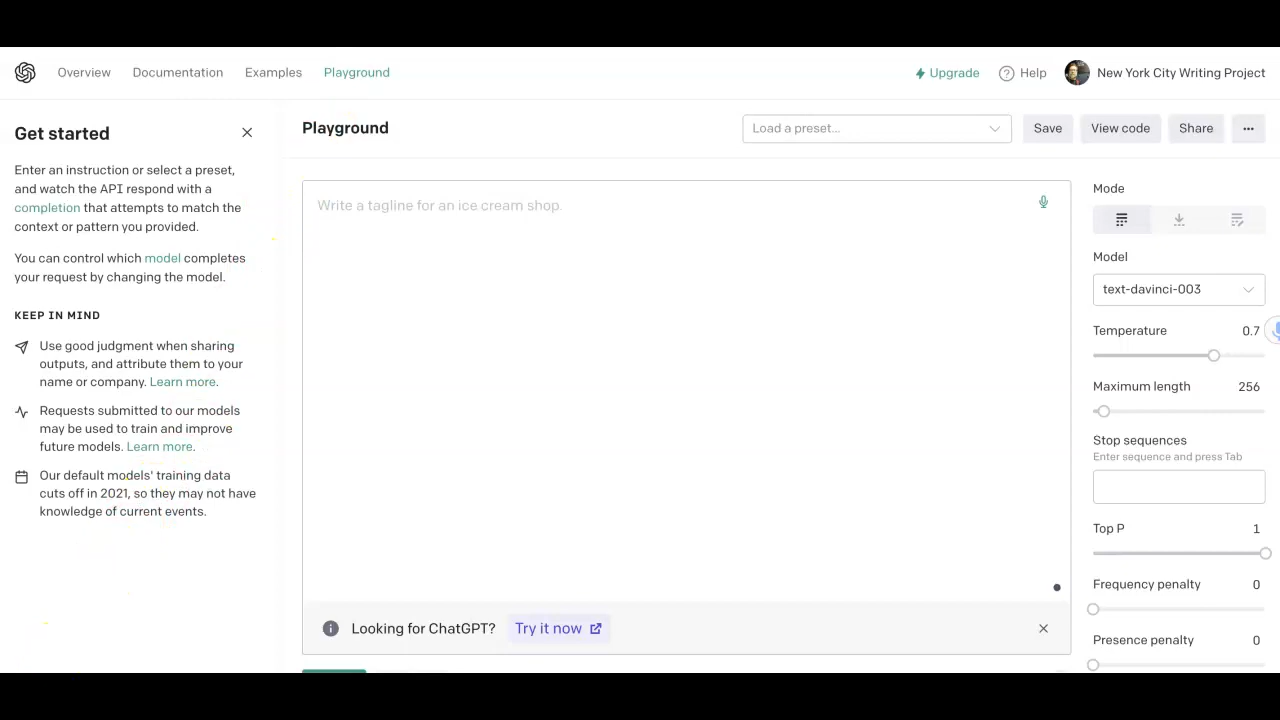 Overview Documentation Examples Playground Upgrade Help New York City Writing Project
Get started
Enter an instruction or select a preset,
and watch the API respond with a
completion that attempts to match the
context or pattern you provided.
You can control which model completes
your request by changing the model.
KEEP IN MIND
Use good judgment when sharing
outputs, and attribute them to your
name or company. Learn more.
Requests submitted to our models
may be used to train and improve
future models. Learn more.
Our default models' training data
cuts off in 2021, so they may not have
knowledge of current events.
Playground Load a preset... Save View code Share ...
Write a tagline for an ice cream shop.
Looking for ChatGPT? Try it now
Mode
Model
text-davinci-003
Temperature 0.7
Maximum length 256
Stop sequences
Enter sequence and press Tab
Top P 1
Frequency penalty 0
Presence penalty 0